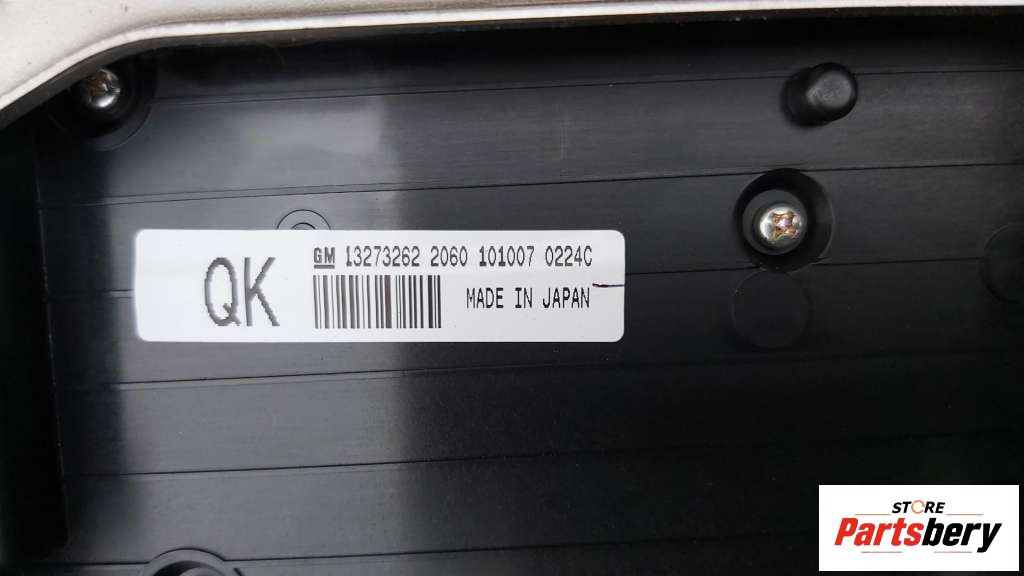 QK
GM 13273262 2060 101007 0224C
MADE IN JAPAN
STORE
Partsbery